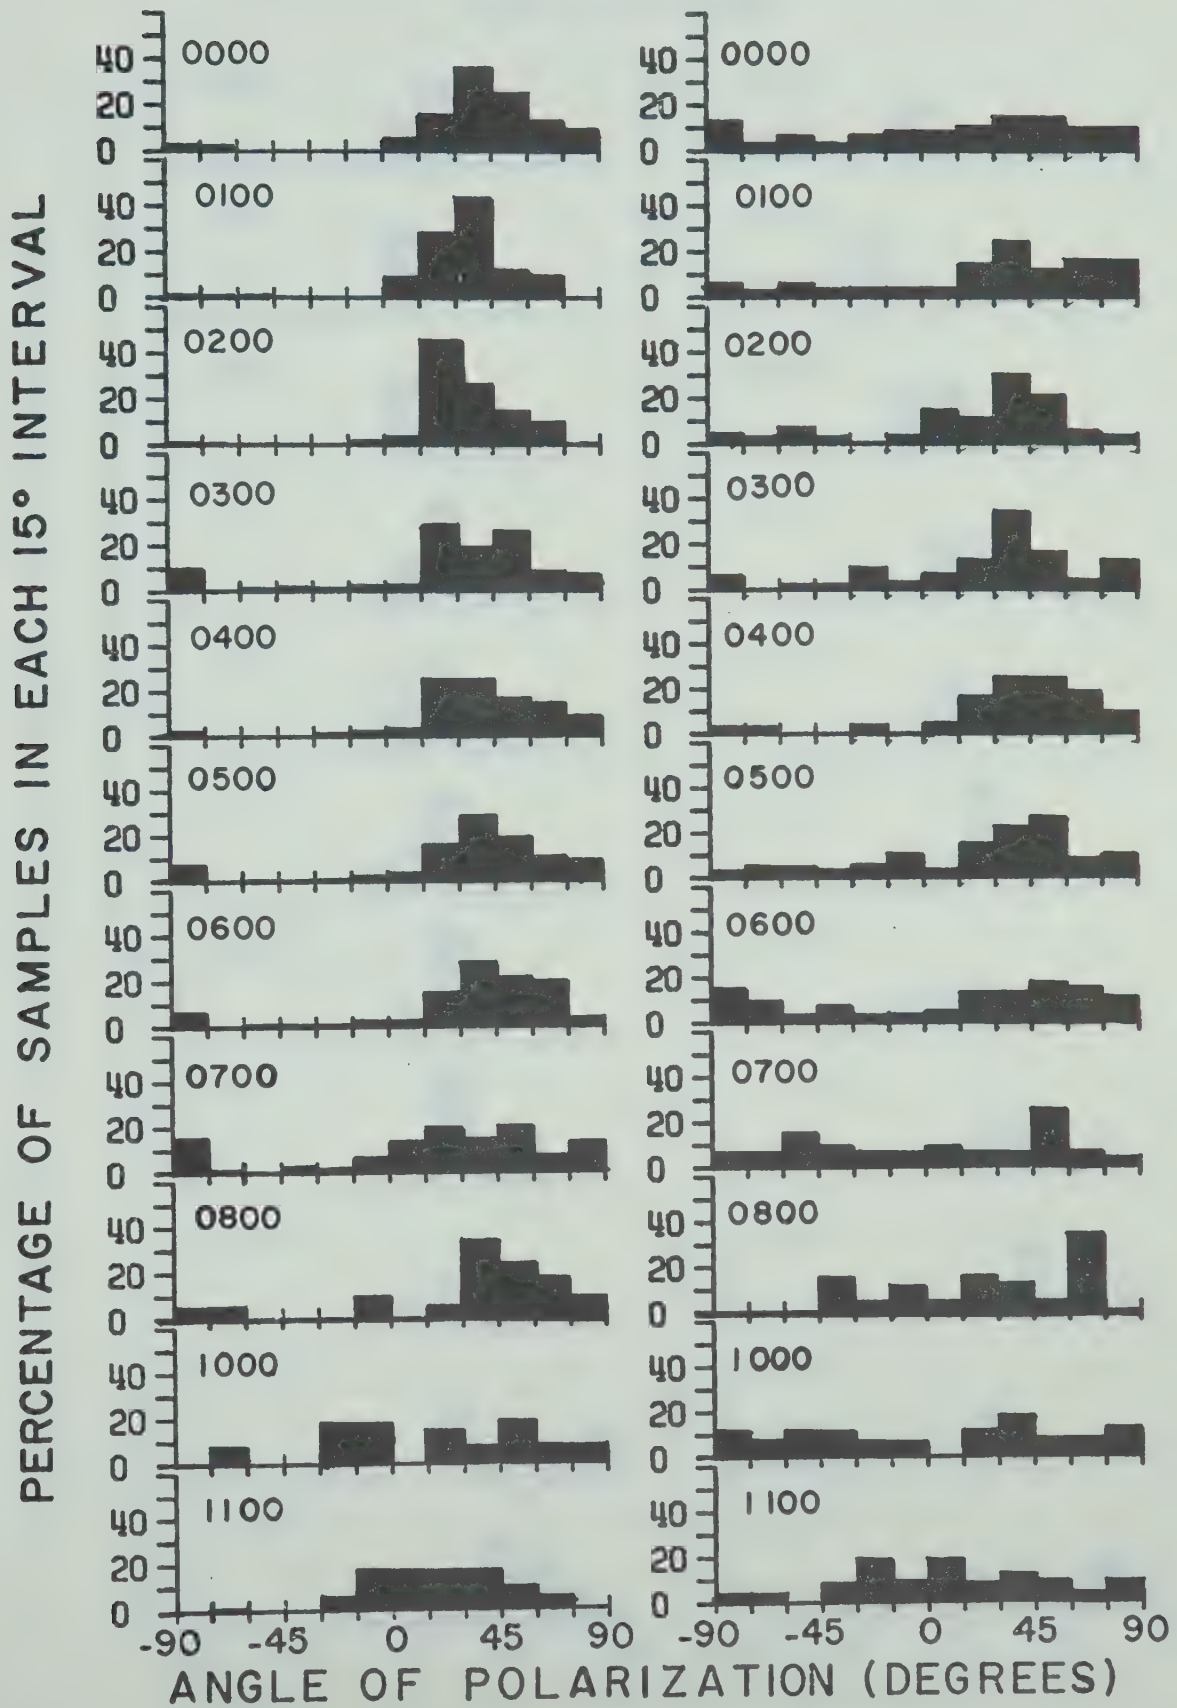 PERCENTAGE OF SAMPLES IN EACH 15° INTERVAL
40 0000 40 0000
20 20
0 0
40 0100 40 0100
20 20
0 0
40 0200 40 0200
20 20
0 0
40 0300 40 0300
20 20
0 0
40 0400 40 0400
20 20
0 0
40 0500 40 0500
20 20
0 0
40 0600 40 0600
20 20
0 0
40 0700 40 0700
20 20
0 0
40 0800 40 0800
20 20
0 0
40 1000 40 1000
20 20
0 0
40 1100 40 1100
20 20
0 0
-90 -45 0 45 90 -90 -45 0 45 90
ANGLE OF POLARIZATION (DEGREES)